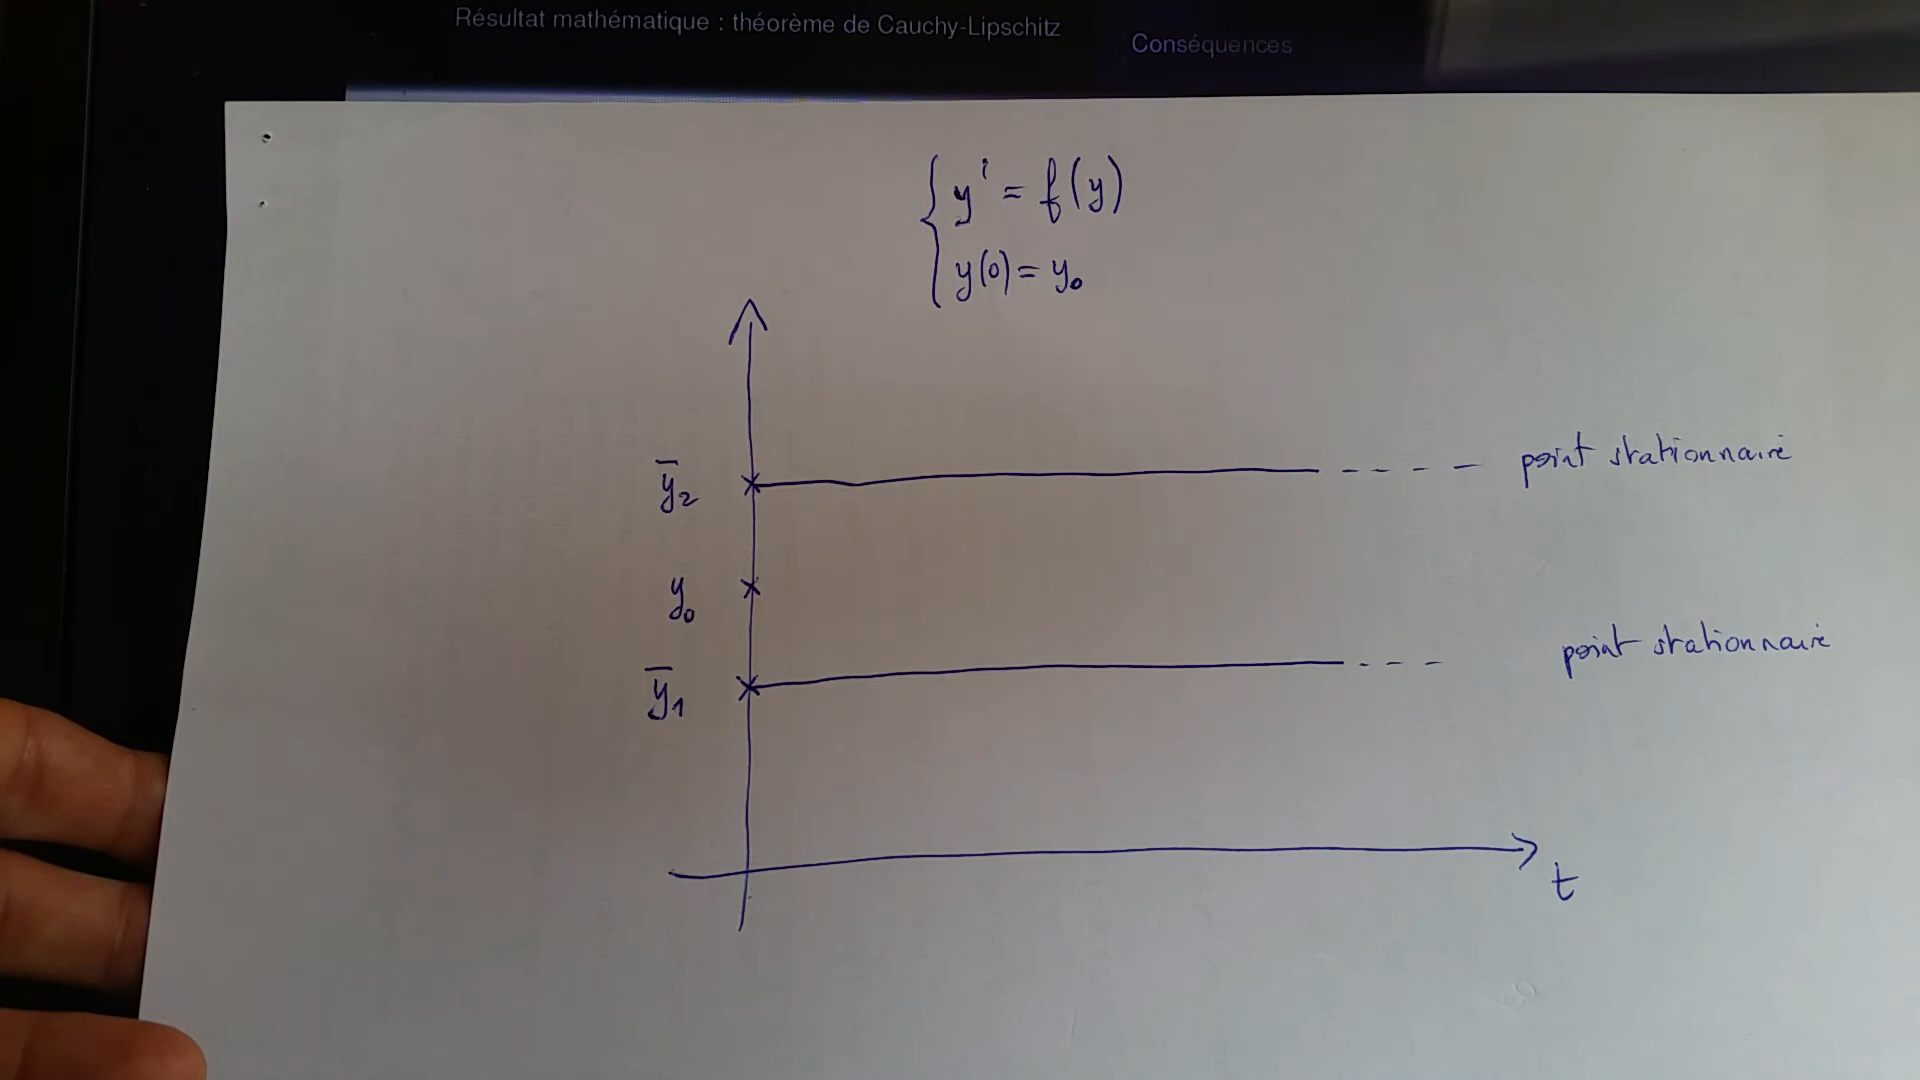 Résultat mathématique : théorème de Cauchy-Lipschitz
Conséquences
y' = f(y)
y(0) = y₀
ȳ₂
point stationnaire
y₀
point stationnaire
ȳ₁
t